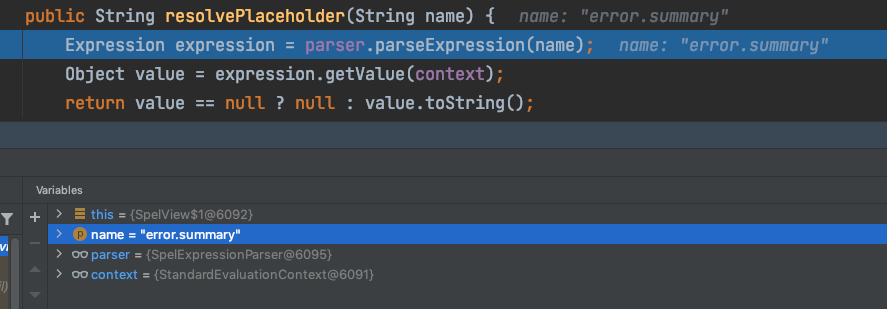 public String resolvePlaceholder(String name) { name: "error.summary"
Expression expression = parser.parseExpression(name); name: "error.summary"
Object value = expression.getValue(context);
return value == null ? null : value.toString();
Variables
this = {SpelView$1@6092}
name = "error.summary"
parser = {SpelExpressionParser@6095}
context = {StandardEvaluationContext@6091}